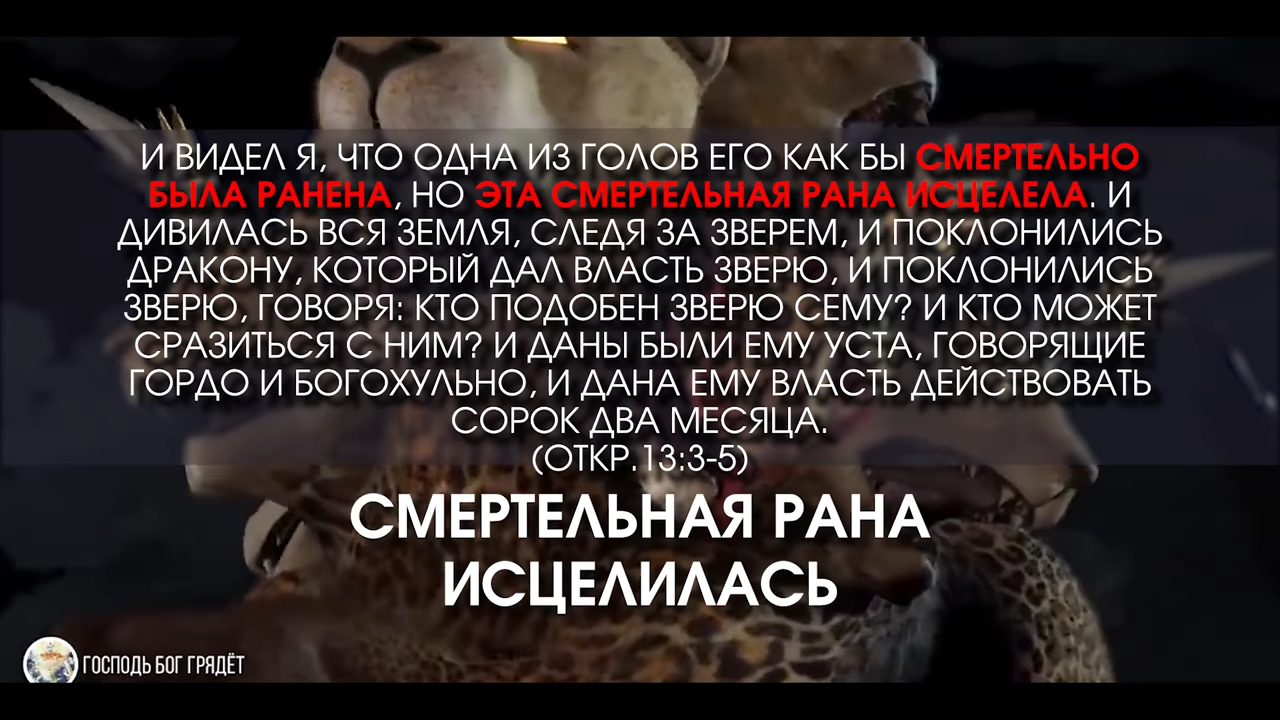 И ВИДЕЛ Я, ЧТО ОДНА ИЗ ГОЛОВ ЕГО КАК БЫ СМЕРТЕЛЬНО
БЫЛА РАНЕНА, НО ЭТА СМЕРТЕЛЬНАЯ РАНА ИСЦЕЛЕЛА. И
ДИВИЛАСЬ ВСЯ ЗЕМЛЯ, СЛЕДЯ ЗА ЗВЕРЕМ, И ПОКЛОНИЛИСЬ
ДРАКОНУ, КОТОРЫЙ ДАЛ ВЛАСТЬ ЗВЕРЮ, И ПОКЛОНИЛИСЬ
ЗВЕРЮ, ГОВОРЯ: КТО ПОДОБЕН ЗВЕРЮ СЕМУ? И КТО МОЖЕТ
СРАЗИТЬСЯ С НИМ? И ДАНЫ БЫЛИ ЕМУ УСТА, ГОВОРЯЩИЕ
ГОРДО И БОГОХУЛЬНО, И ДАНА ЕМУ ВЛАСТЬ ДЕЙСТВОВАТЬ
СОРОК ДВА МЕСЯЦА.
(ОТКР.13:3-5)
СМЕРТЕЛЬНАЯ РАНА
ИСЦЕЛИЛАСЬ
ГОСПОДЬ БОГ ГРЯДЁТ